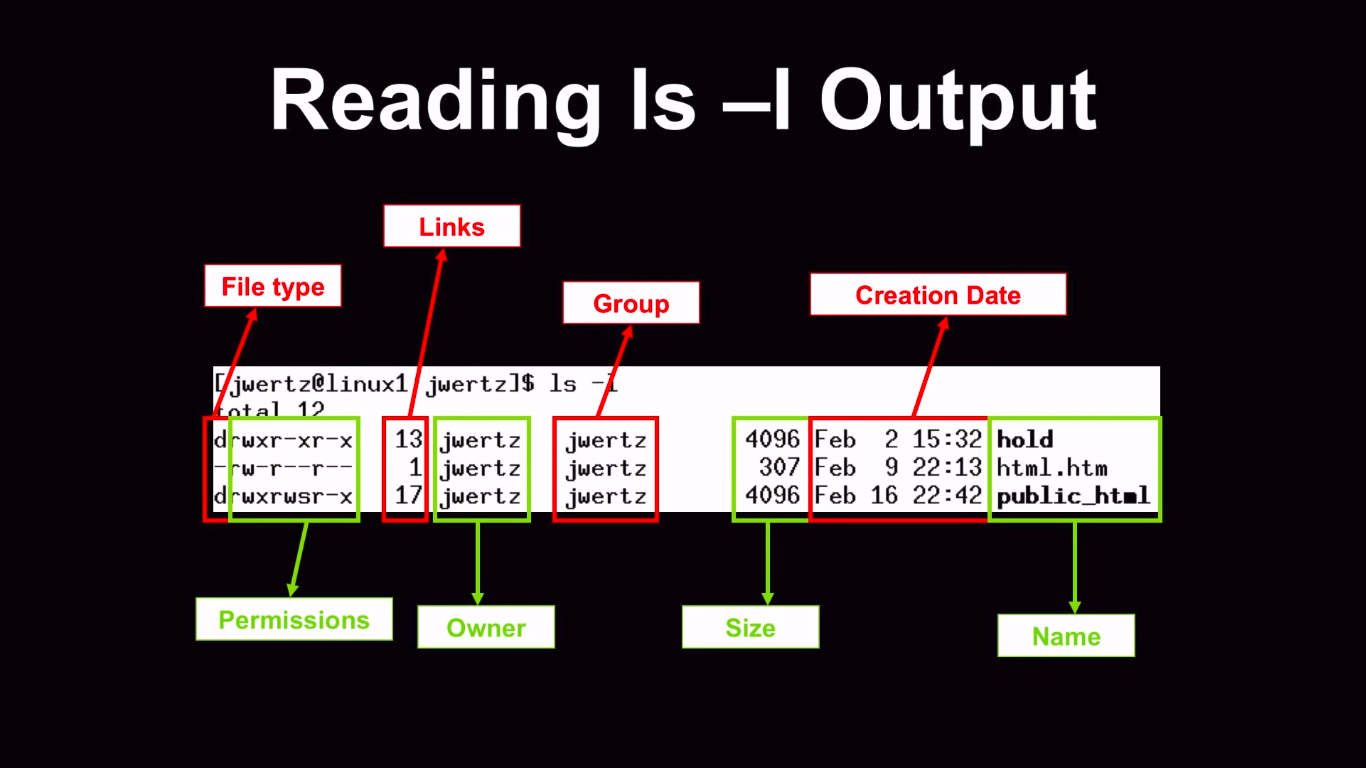 Reading ls –l Output
Links
File type
Group
Creation Date
[jwertz@linux1 jwertz]$ ls -l
total 12
drwxr-xr-x 13 jwertz jwertz 4096 Feb 2 15:32 hold
-rw-r--r-- 1 jwertz jwertz 307 Feb 9 22:13 html.htm
drwxrwsr-x 17 jwertz jwertz 4096 Feb 16 22:42 public_html
Permissions
Owner
Size
Name